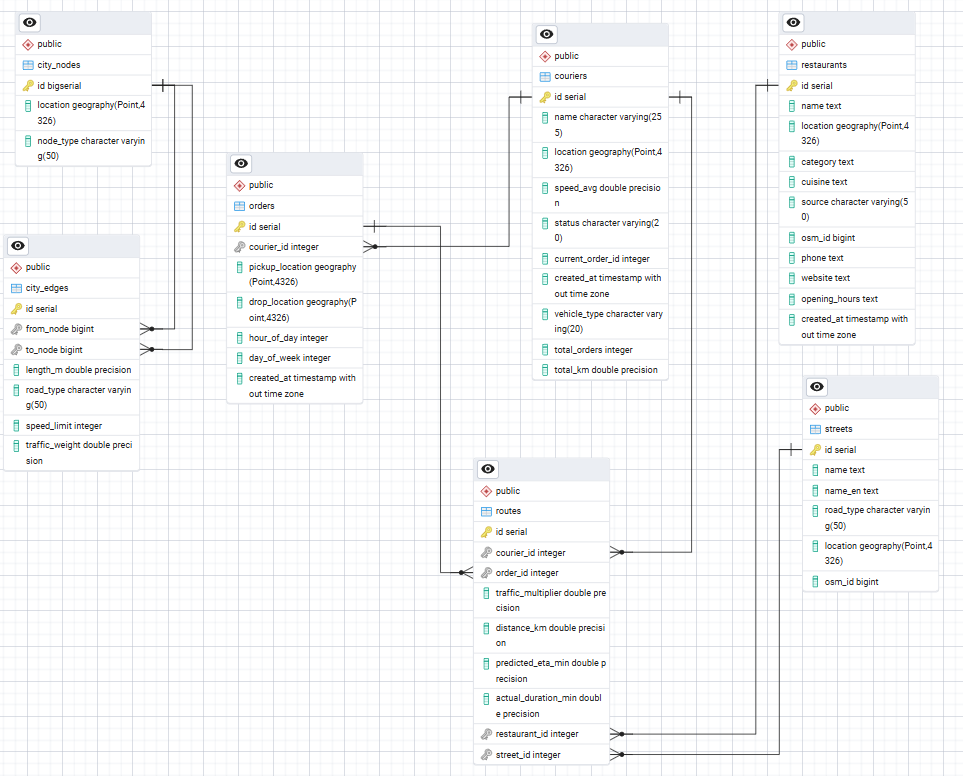 public
city_nodes
id bigserial
location geography(Point,4
326)
node_type character varyin
g(50)
public
city_edges
id serial
from_node bigint
to_node bigint
length_m double precision
road_type character varyin
g(50)
speed_limit integer
traffic_weight double preci
sion
public
orders
id serial
courier_id integer
pickup_location geography
(Point,4326)
drop_location geography(P
oint,4326)
hour_of_day integer
day_of_week integer
created_at timestamp with
out time zone
public
couriers
id serial
name character varying(25
5)
location geography(Point,4
326)
speed_avg double precisio
n
status character varying(2
0)
current_order_id integer
created_at timestamp with
out time zone
vehicle_type character vary
ing(20)
total_orders integer
total_km double precision
public
routes
id serial
courier_id integer
order_id integer
traffic_multiplier double pre
cision
distance_km double precisi
on
predicted_eta_min double p
recision
actual_duration_min doubl
e precision
restaurant_id integer
street_id integer
public
restaurants
id serial
name text
location geography(Point,4
326)
category text
cuisine text
source character varying(5
0)
osm_id bigint
phone text
website text
opening_hours text
created_at timestamp with
out time zone
public
streets
id serial
name text
name_en text
road_type character varyin
g(50)
location geography(Point,4
326)
osm_id bigint